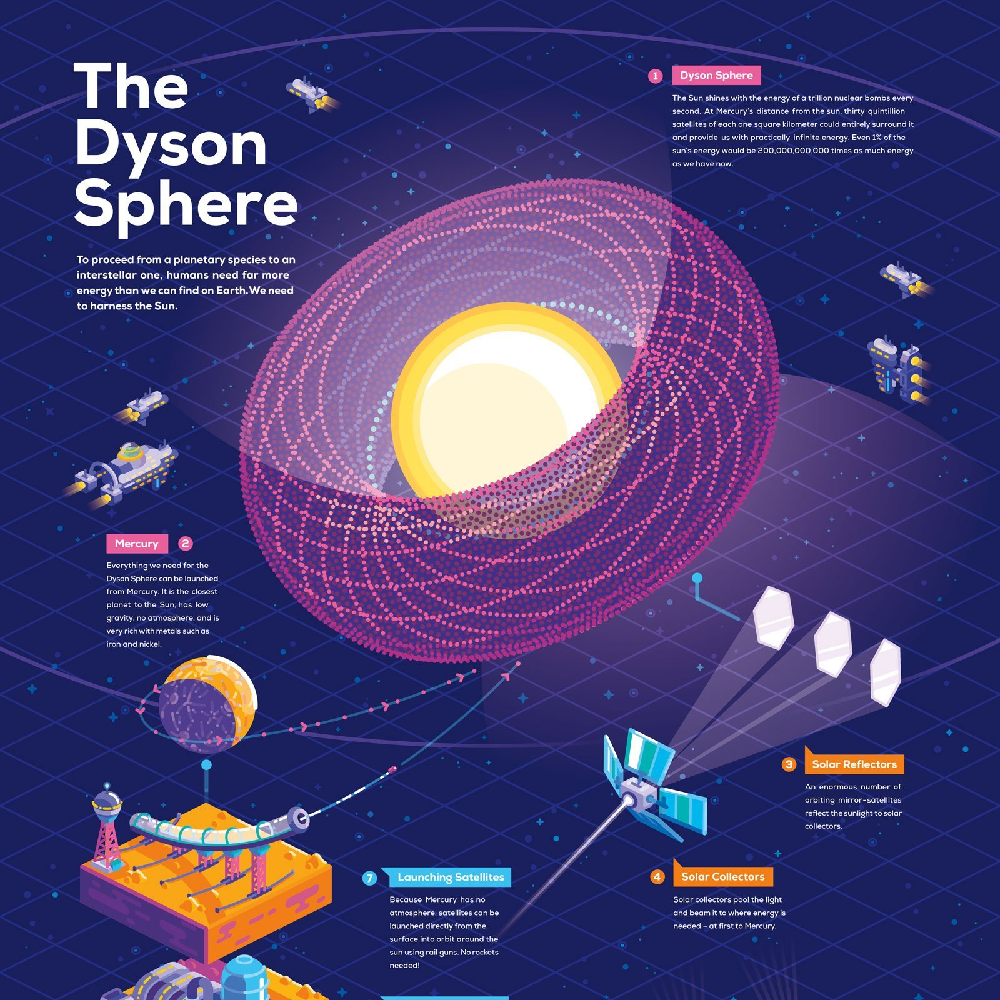 The
Dyson
Sphere
To proceed from a planetary species to an
interstellar one, humans need far more
energy than we can find on Earth. We need
to harness the Sun.
1 Dyson Sphere
The Sun shines with the energy of a trillion nuclear bombs every
second. At Mercury's distance from the sun, thirty quintillion
satellites of each one square kilometer could entirely surround it
and provide us with practically infinite energy. Even 1% of the
sun's energy would be 200,000,000,000 times as much energy
as we have now.
Mercury 2
Everything we need for the
Dyson Sphere can be launched
from Mercury. It is the closest
planet to the Sun, has low
gravity, no atmosphere, and is
very rich with metals such as
iron and nickel.
3 Solar Reflectors
An enormous number of
orbiting mirror-satellites
reflect the sunlight to solar
collectors.
4 Solar Collectors
Solar collectors pool the light
and beam it to where energy is
needed – at first to Mercury.
7 Launching Satellites
Because Mercury has no
atmosphere, satellites can be
launched directly from the
surface into orbit around the
sun using rail guns. No rockets
needed!